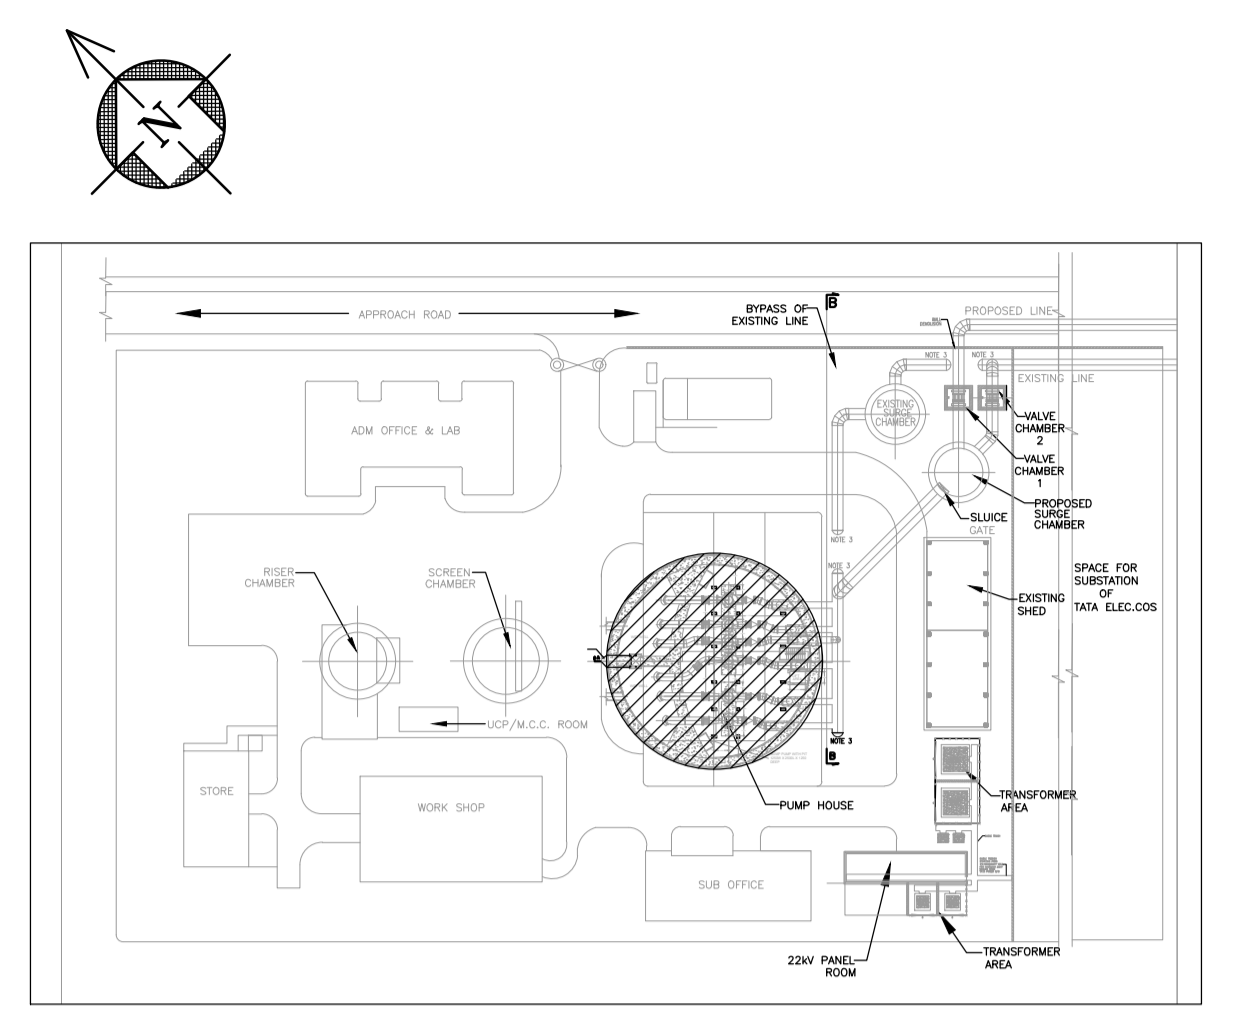 N
B
BYPASS OF
EXISTING LINE
PROPOSED LINE
APPROACH ROAD
NOTE 3
NOTE 3
EXISTING LINE
EXISTING
SURGE
CHAMBER
VALVE
CHAMBER
2
ADM OFFICE & LAB
VALVE
CHAMBER
1
PROPOSED
SURGE
CHAMBER
SLUICE
GATE
NOTE 3
RISER
CHAMBER
SCREEN
CHAMBER
NOTE 3
SPACE FOR
SUBSTATION
OF
TATA ELEC.COS
EXISTING
SHED
UCP/M.C.C. ROOM
NOTE 3
B
STORE
WORK SHOP
PUMP HOUSE
TRANSFORMER
AREA
SUB OFFICE
22kV PANEL
ROOM
TRANSFORMER
AREA